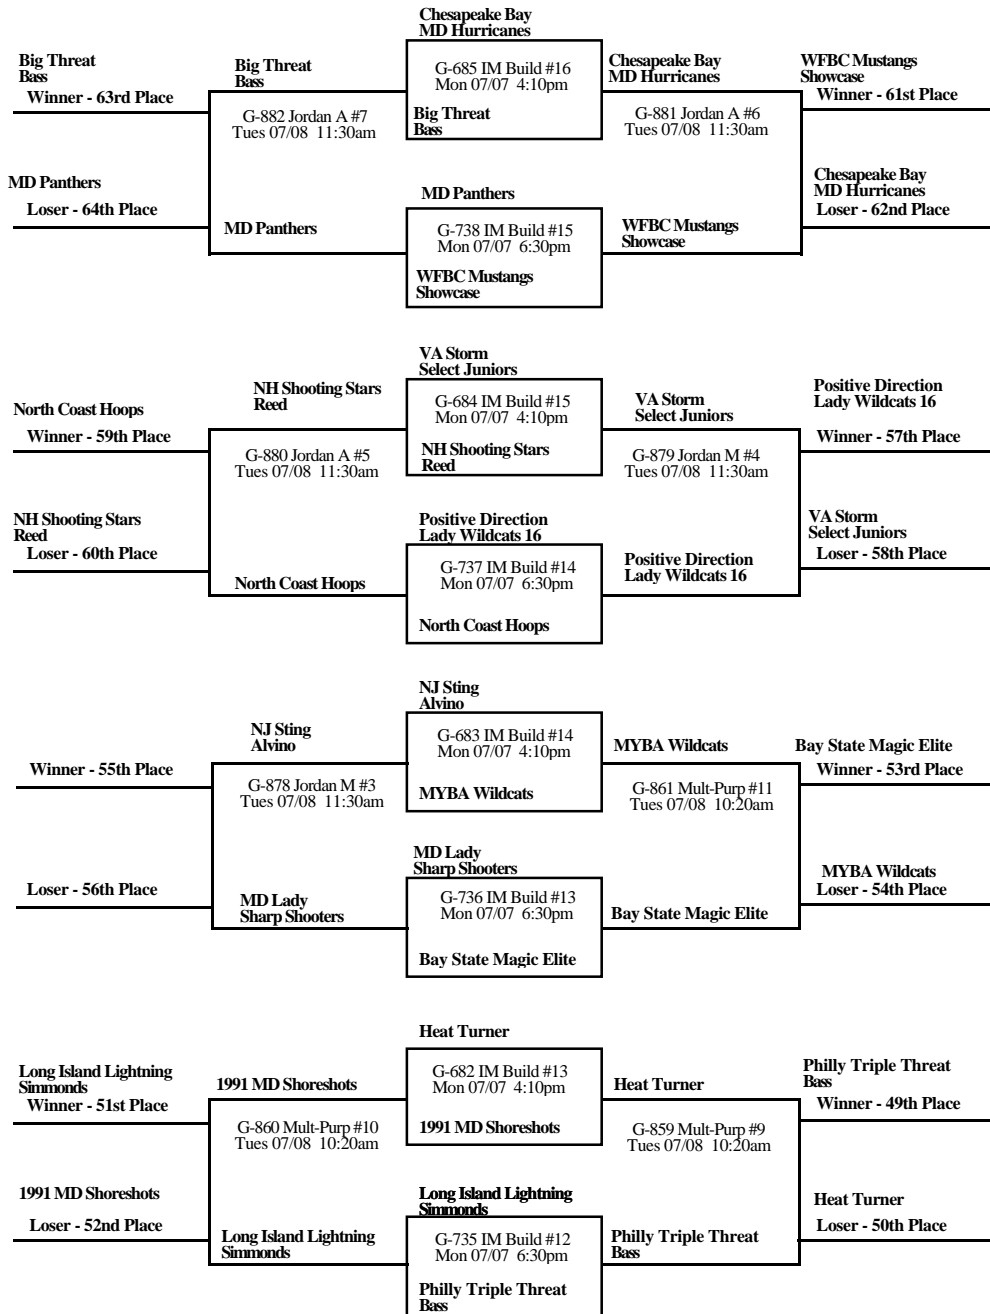 Chesapeake Bay
MD Hurricanes
Big Threat
Bass
Winner - 63rd Place
Big Threat
Bass
G-685 IM Build #16
Mon 07/07 4:10pm
Big Threat
Bass
Chesapeake Bay
MD Hurricanes
WFBC Mustangs
Showcase
Winner - 61st Place
G-882 Jordan A #7
Tues 07/08 11:30am
G-881 Jordan A #6
Tues 07/08 11:30am
MD Panthers
Loser - 64th Place
MD Panthers
MD Panthers
G-738 IM Build #15
Mon 07/07 6:30pm
WFBC Mustangs
Showcase
WFBC Mustangs
Showcase
Chesapeake Bay
MD Hurricanes
Loser - 62nd Place
VA Storm
Select Juniors
North Coast Hoops
Winner - 59th Place
NH Shooting Stars
Reed
G-684 IM Build #15
Mon 07/07 4:10pm
NH Shooting Stars
Reed
VA Storm
Select Juniors
Positive Direction
Lady Wildcats 16
Winner - 57th Place
G-880 Jordan A #5
Tues 07/08 11:30am
G-879 Jordan M #4
Tues 07/08 11:30am
NH Shooting Stars
Reed
Loser - 60th Place
North Coast Hoops
Positive Direction
Lady Wildcats 16
G-737 IM Build #14
Mon 07/07 6:30pm
North Coast Hoops
Positive Direction
Lady Wildcats 16
VA Storm
Select Juniors
Loser - 58th Place
NJ Sting
Alvino
Winner - 55th Place
NJ Sting
Alvino
G-683 IM Build #14
Mon 07/07 4:10pm
MYBA Wildcats
MYBA Wildcats
Bay State Magic Elite
Winner - 53rd Place
G-878 Jordan M #3
Tues 07/08 11:30am
G-861 Mult-Purp #11
Tues 07/08 10:20am
Loser - 56th Place
MD Lady
Sharp Shooters
MD Lady
Sharp Shooters
G-736 IM Build #13
Mon 07/07 6:30pm
Bay State Magic Elite
Bay State Magic Elite
MYBA Wildcats
Loser - 54th Place
Heat Turner
Long Island Lightning
Simmonds
Winner - 51st Place
1991 MD Shoreshots
G-682 IM Build #13
Mon 07/07 4:10pm
1991 MD Shoreshots
Heat Turner
Philly Triple Threat
Bass
Winner - 49th Place
G-860 Mult-Purp #10
Tues 07/08 10:20am
G-859 Mult-Purp #9
Tues 07/08 10:20am
1991 MD Shoreshots
Loser - 52nd Place
Long Island Lightning
Simmonds
Long Island Lightning
Simmonds
G-735 IM Build #12
Mon 07/07 6:30pm
Philly Triple Threat
Bass
Philly Triple Threat
Bass
Heat Turner
Loser - 50th Place